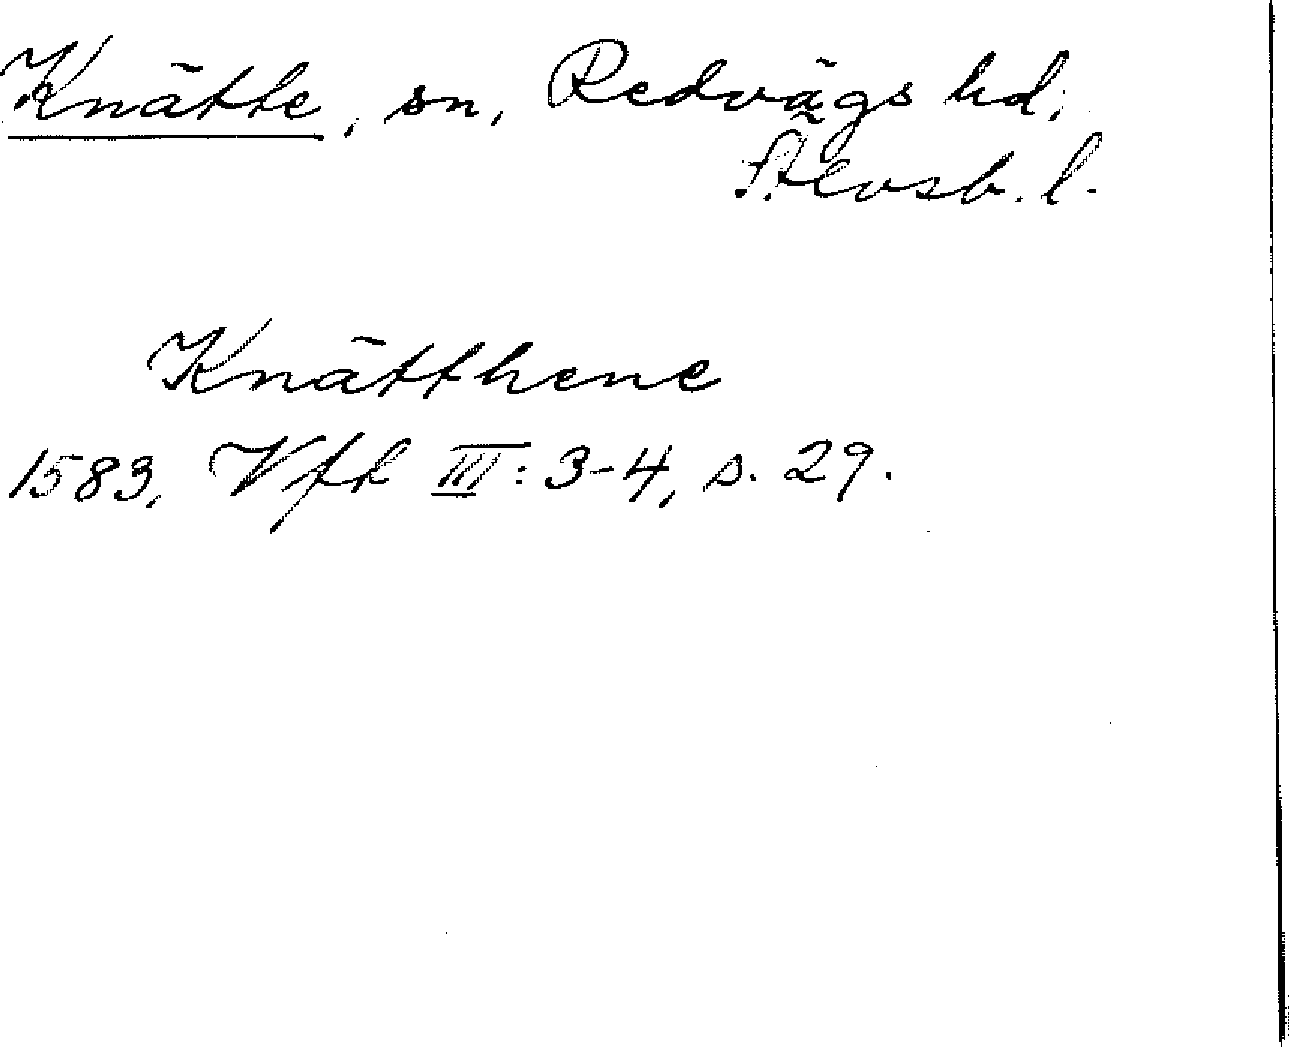 Knätte, sn, Redvägs hd,
Älvsb. l.
Knätthene
1583, Vfk III: 3-4, s. 29.